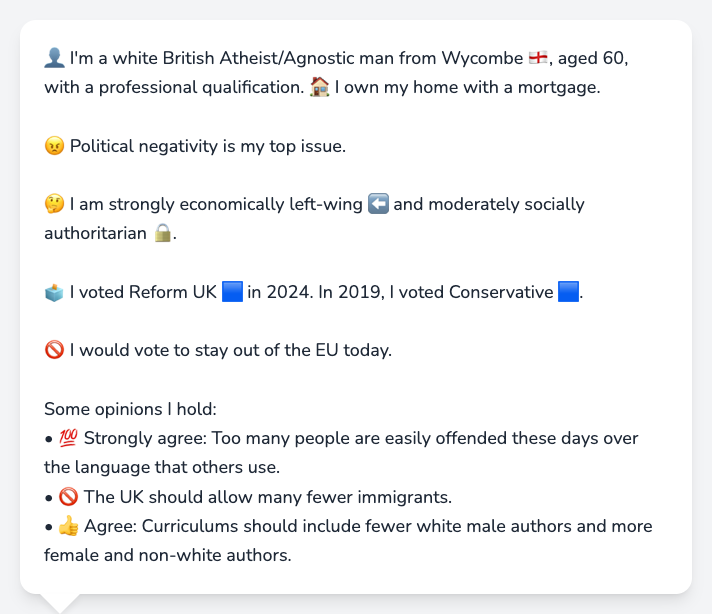 👤 I'm a white British Atheist/Agnostic man from Wycombe 🏴󠁧󠁢󠁥󠁮󠁧󠁿, aged 60,
with a professional qualification. 🏠 I own my home with a mortgage.
😠 Political negativity is my top issue.
🤔 I am strongly economically left-wing ⬅️ and moderately socially
authoritarian 🔒.
🗳️ I voted Reform UK 🟦 in 2024. In 2019, I voted Conservative 🟦.
🚫 I would vote to stay out of the EU today.
Some opinions I hold:
• 💯 Strongly agree: Too many people are easily offended these days over
the language that others use.
• 🚫 The UK should allow many fewer immigrants.
• 👍 Agree: Curriculums should include fewer white male authors and more
female and non-white authors.